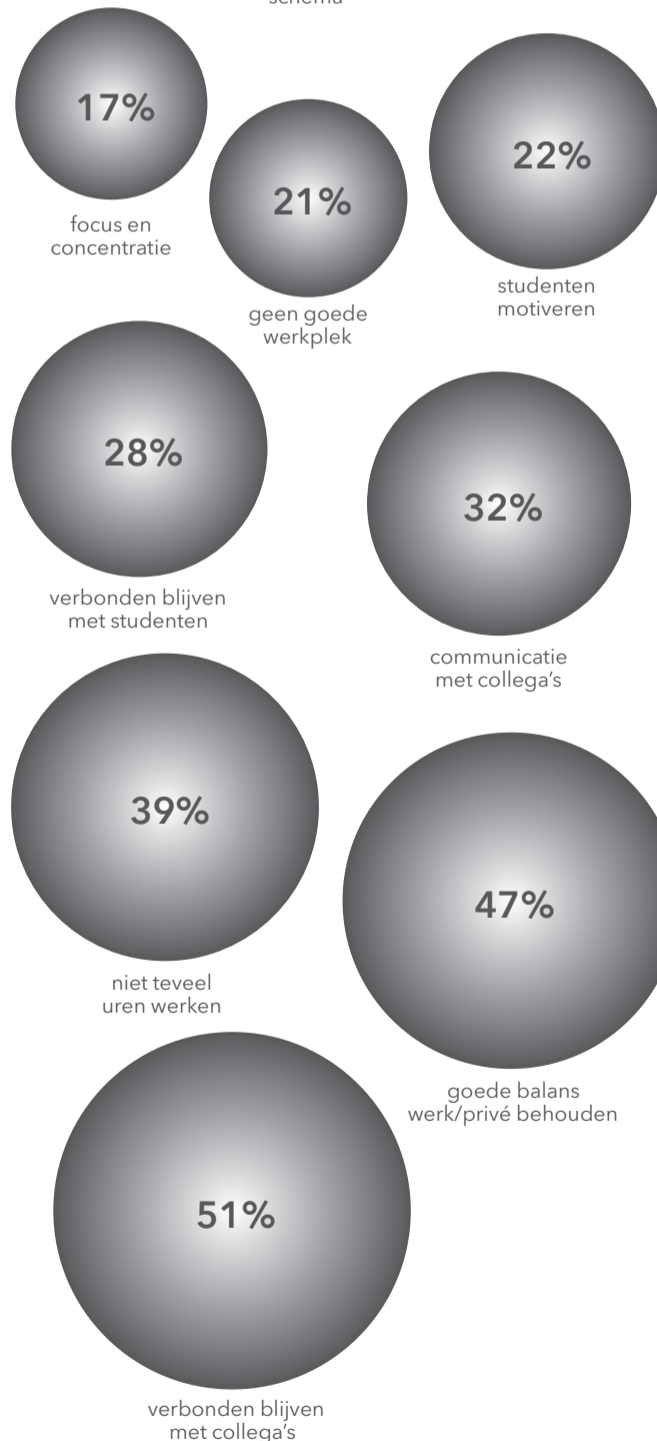 schema
17%
focus en
concentratie
21%
geen goede
werkplek
22%
studenten
motiveren
28%
verbonden blijven
met studenten
32%
communicatie
met collega’s
39%
niet teveel
uren werken
47%
goede balans
werk/privé behouden
51%
verbonden blijven
met collega’s